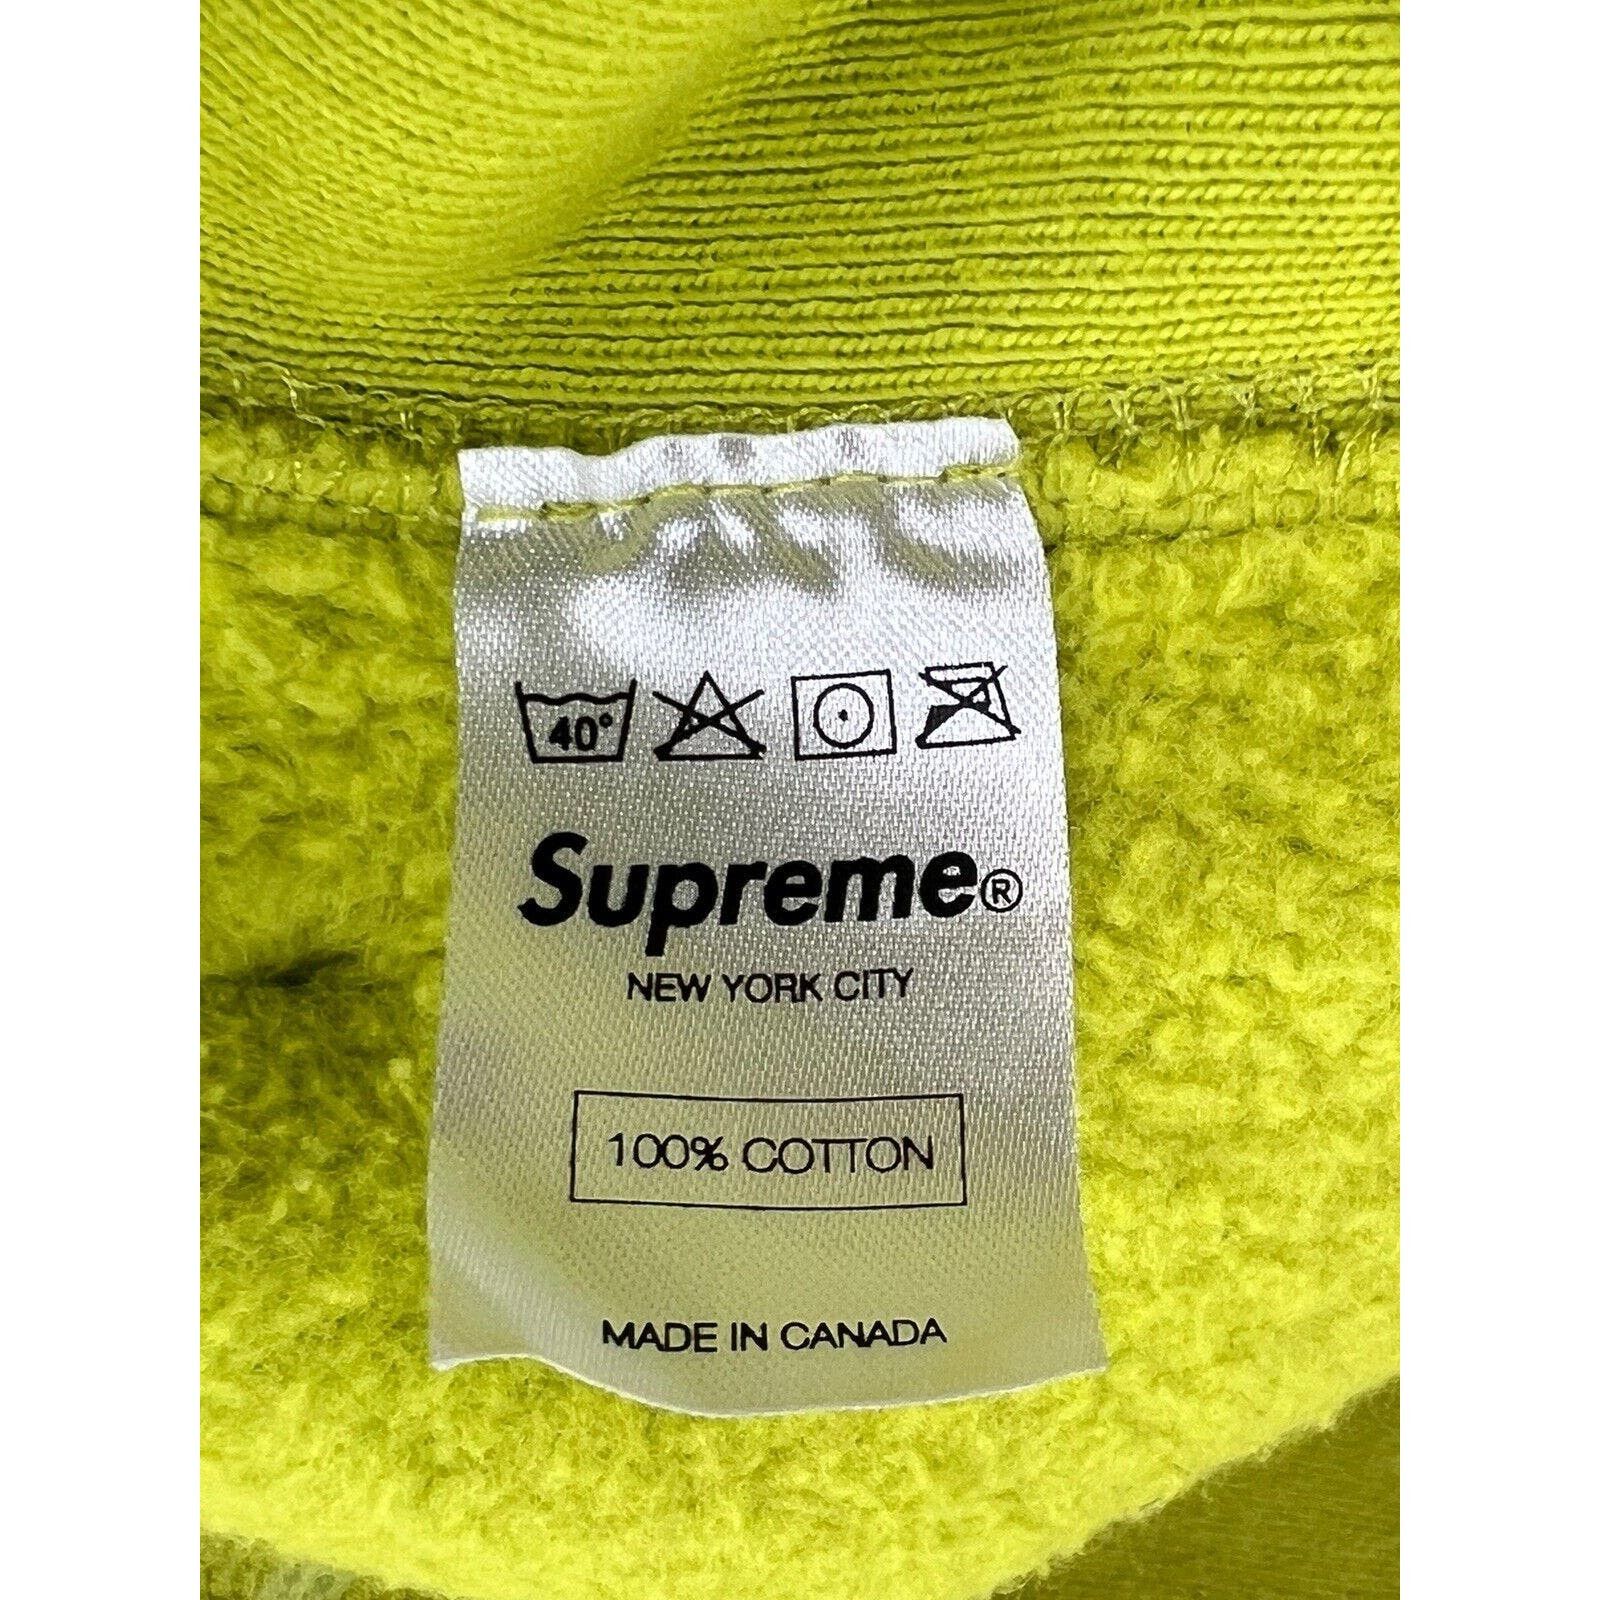 40°
Supreme®
NEW YORK CITY
100% COTTON
MADE IN CANADA